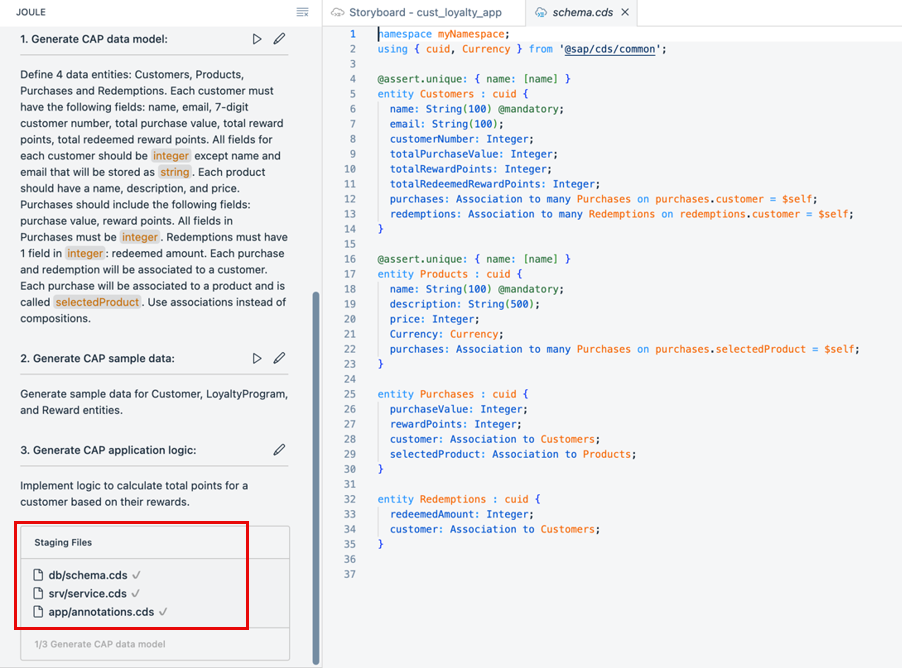 JOULE
1. Generate CAP data model:
Define 4 data entities: Customers, Products,
Purchases and Redemptions. Each customer must
have the following fields: name, email, 7-digit
customer number, total purchase value, total reward
points, total redeemed reward points. All fields for
each customer should be integer except name and
email that will be stored as string. Each product
should have a name, description, and price.
Purchases should include the following fields:
purchase value, reward points. All fields in
Purchases must be integer. Redemptions must have
1 field in integer: redeemed amount. Each purchase
and redemption will be associated to a customer.
Each purchase will be associated to a product and is
called selectedProduct. Use associations instead of
compositions.
2. Generate CAP sample data:
Generate sample data for Customer, LoyaltyProgram,
and Reward entities.
3. Generate CAP application logic:
Implement logic to calculate total points for a
customer based on their rewards.
Staging Files
db/schema.cds
srv/service.cds
app/annotations.cds
1/3 Generate CAP data model
Storyboard - cust_loyalty_app
schema.cds
1 namespace myNamespace;
2 using { cuid, Currency } from '@sap/cds/common';
3
4 @assert.unique: { name: [name] }
5 entity Customers : cuid {
6 name: String(100) @mandatory;
7 email: String(100);
8 customerNumber: Integer;
9 totalPurchaseValue: Integer;
10 totalRewardPoints: Integer;
11 totalRedeemedRewardPoints: Integer;
12 purchases: Association to many Purchases on purchases.customer = $self;
13 redemptions: Association to many Redemptions on redemptions.customer = $self;
14 }
15
16 @assert.unique: { name: [name] }
17 entity Products : cuid {
18 name: String(100) @mandatory;
19 description: String(500);
20 price: Integer;
21 Currency: Currency;
22 purchases: Association to many Purchases on purchases.selectedProduct = $self;
23 }
24
25 entity Purchases : cuid {
26 purchaseValue: Integer;
27 rewardPoints: Integer;
28 customer: Association to Customers;
29 selectedProduct: Association to Products;
30 }
31
32 entity Redemptions : cuid {
33 redeemedAmount: Integer;
34 customer: Association to Customers;
35 }
36
37